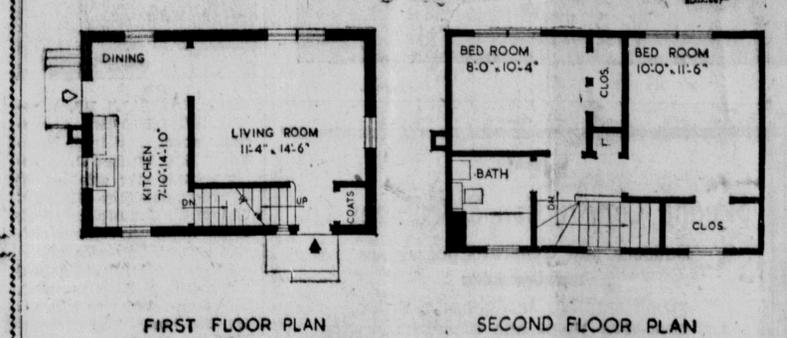 DINING
KITCHEN
7'-10"·14'-10"
LIVING ROOM
11'-4" x 14'-6"
DN
UP
COATS
FIRST FLOOR PLAN
BED ROOM
8'-0" x 10'-4"
CLOS.
BED ROOM
10'-0" x 11'-6"
BATH
DN
CLOS.
SECOND FLOOR PLAN